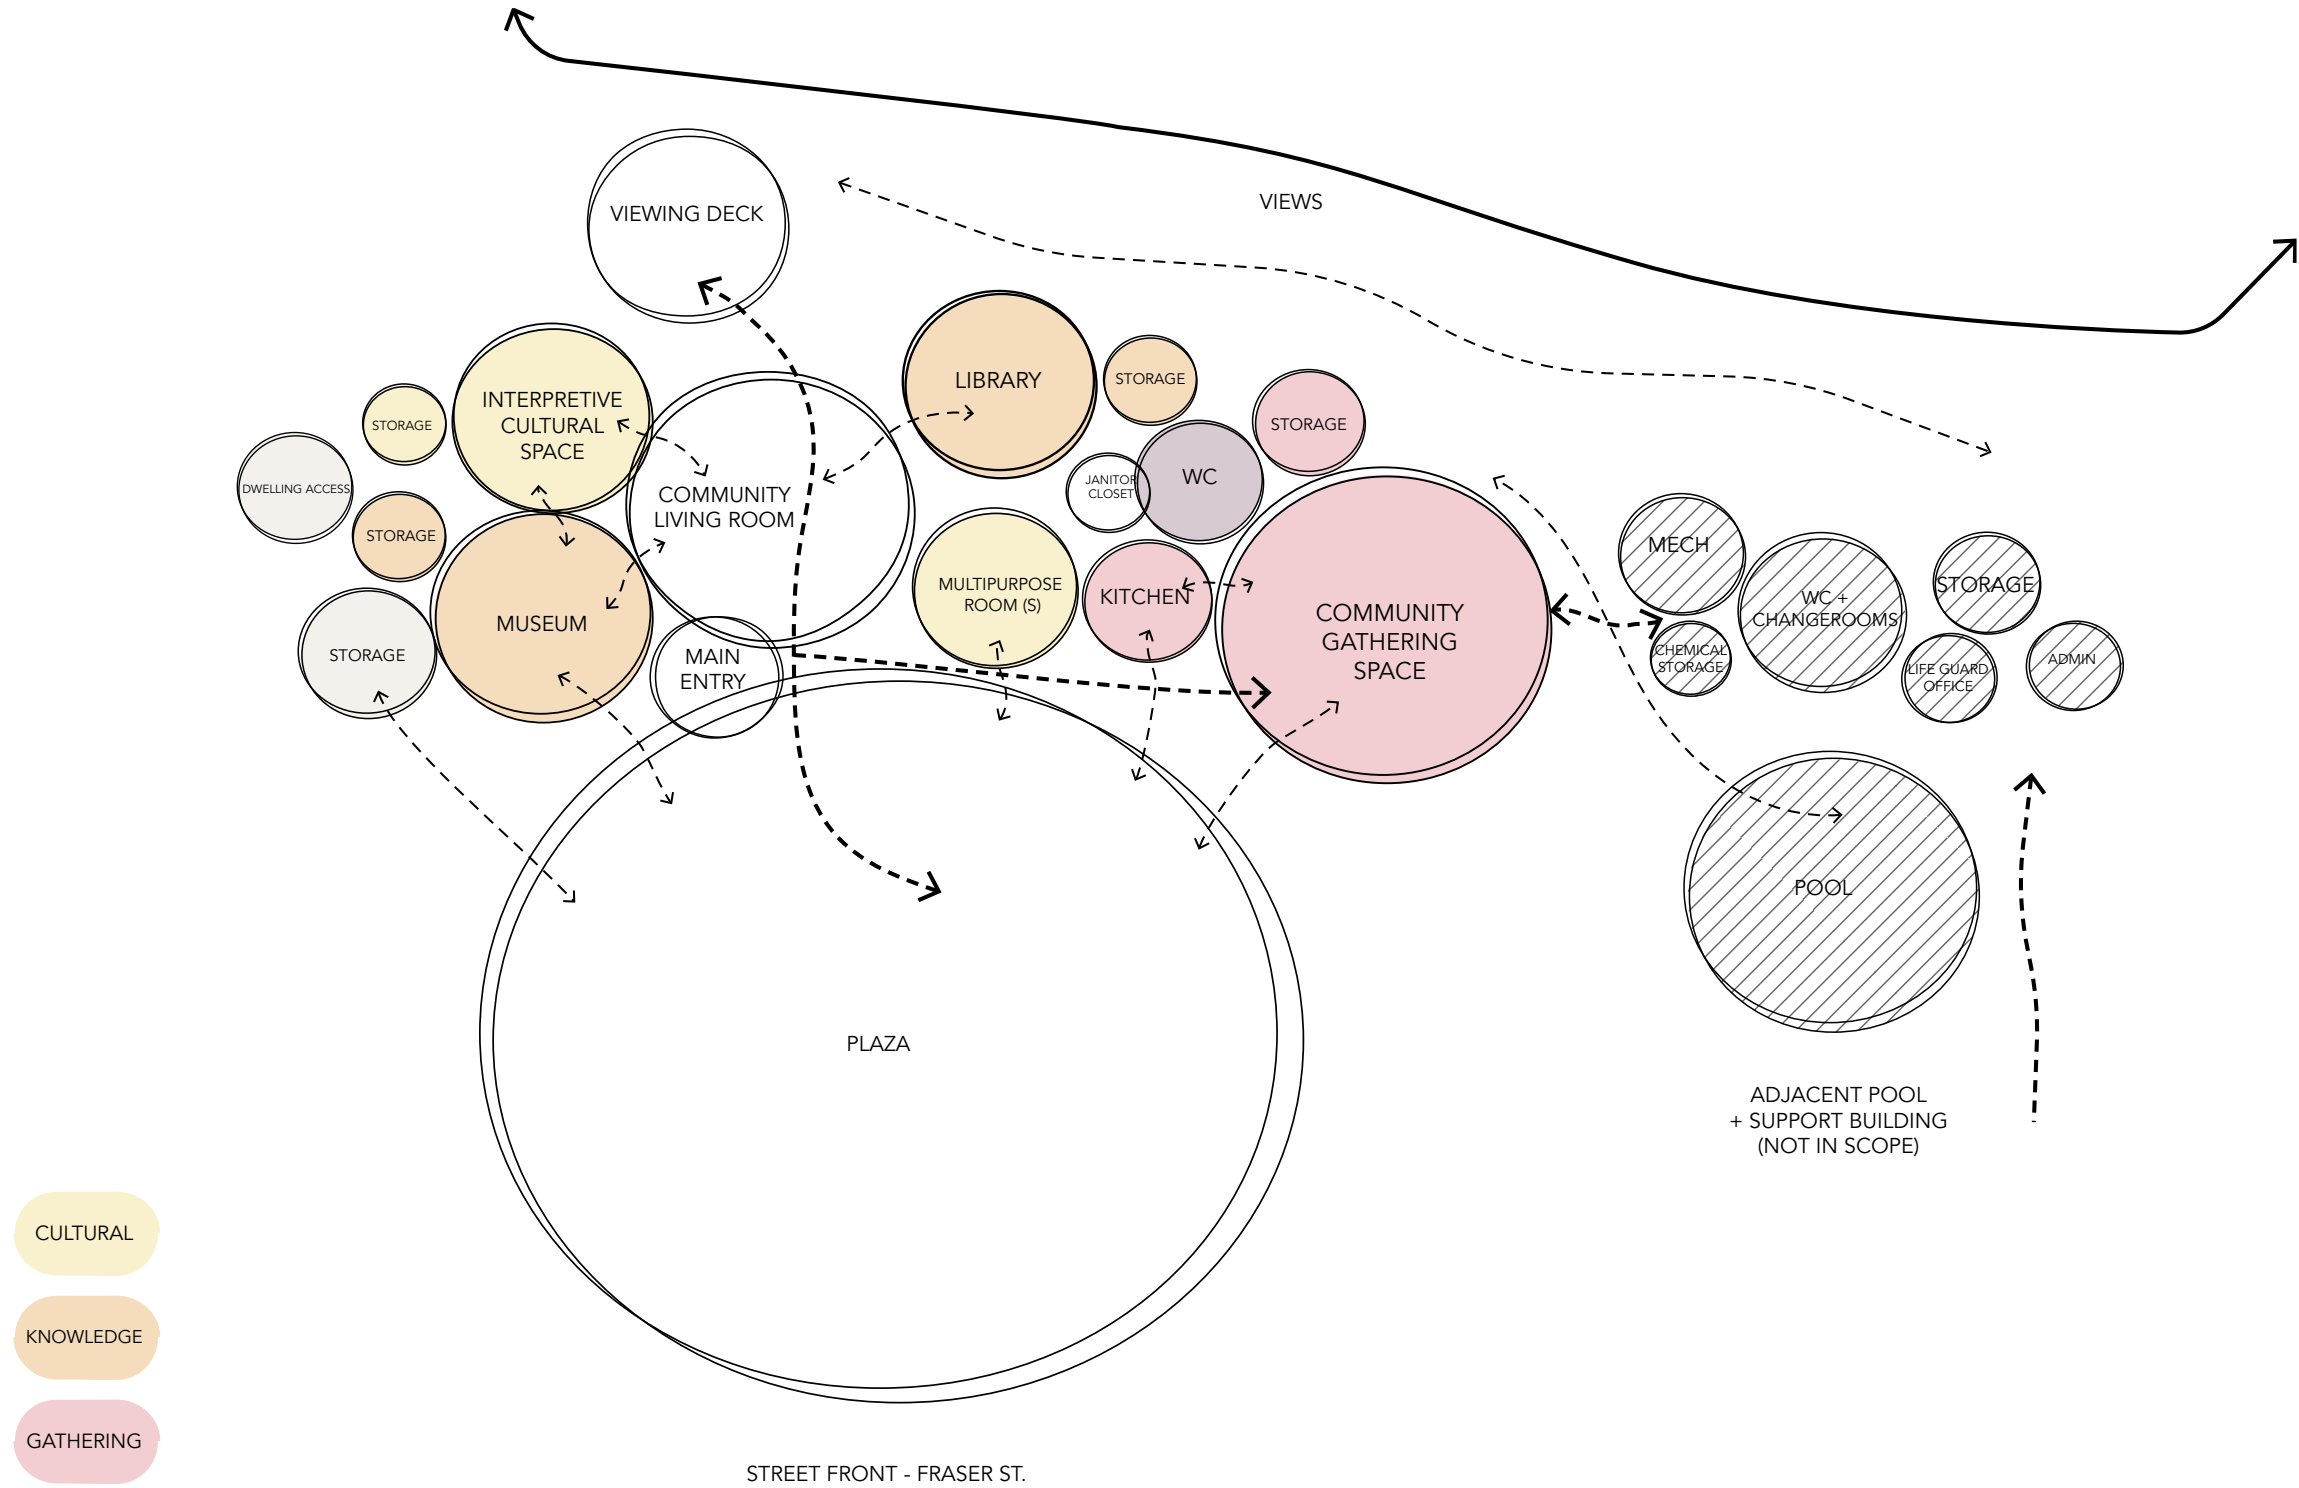 VIEWS
VIEWING DECK
INTERPRETIVE
CULTURAL
SPACE
STORAGE
DWELLING ACCESS
STORAGE
STORAGE
MUSEUM
COMMUNITY
LIVING ROOM
MAIN
ENTRY
LIBRARY
STORAGE
STORAGE
JANITOR
CLOSET
WC
MULTIPURPOSE
ROOM (S)
KITCHEN
COMMUNITY
GATHERING
SPACE
MECH
WC +
CHANGEROOMS
STORAGE
CHEMICAL
STORAGE
LIFE GUARD
OFFICE
ADMIN
POOL
PLAZA
ADJACENT POOL
+ SUPPORT BUILDING
(NOT IN SCOPE)
CULTURAL
KNOWLEDGE
GATHERING
STREET FRONT - FRASER ST.